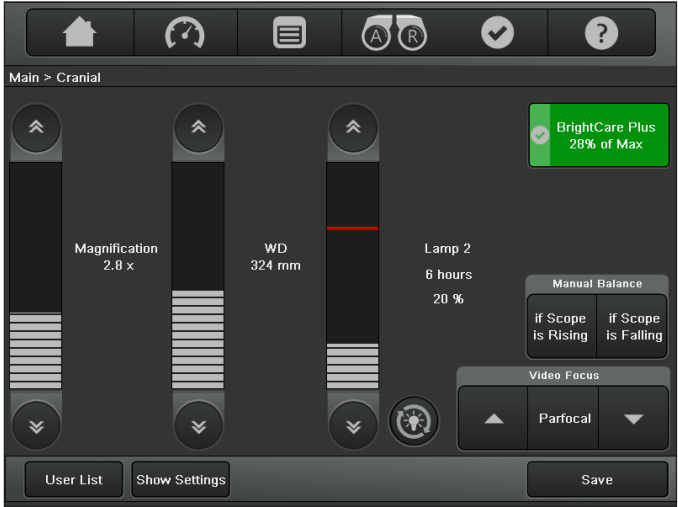 A R ?
Main > Cranial
BrightCare Plus
28% of Max
Magnification
2.8 x
WD
324 mm
Lamp 2
6 hours
20 %
Manual Balance
if Scope
is Rising
if Scope
is Falling
Video Focus
Parfocal
User List
Show Settings
Save